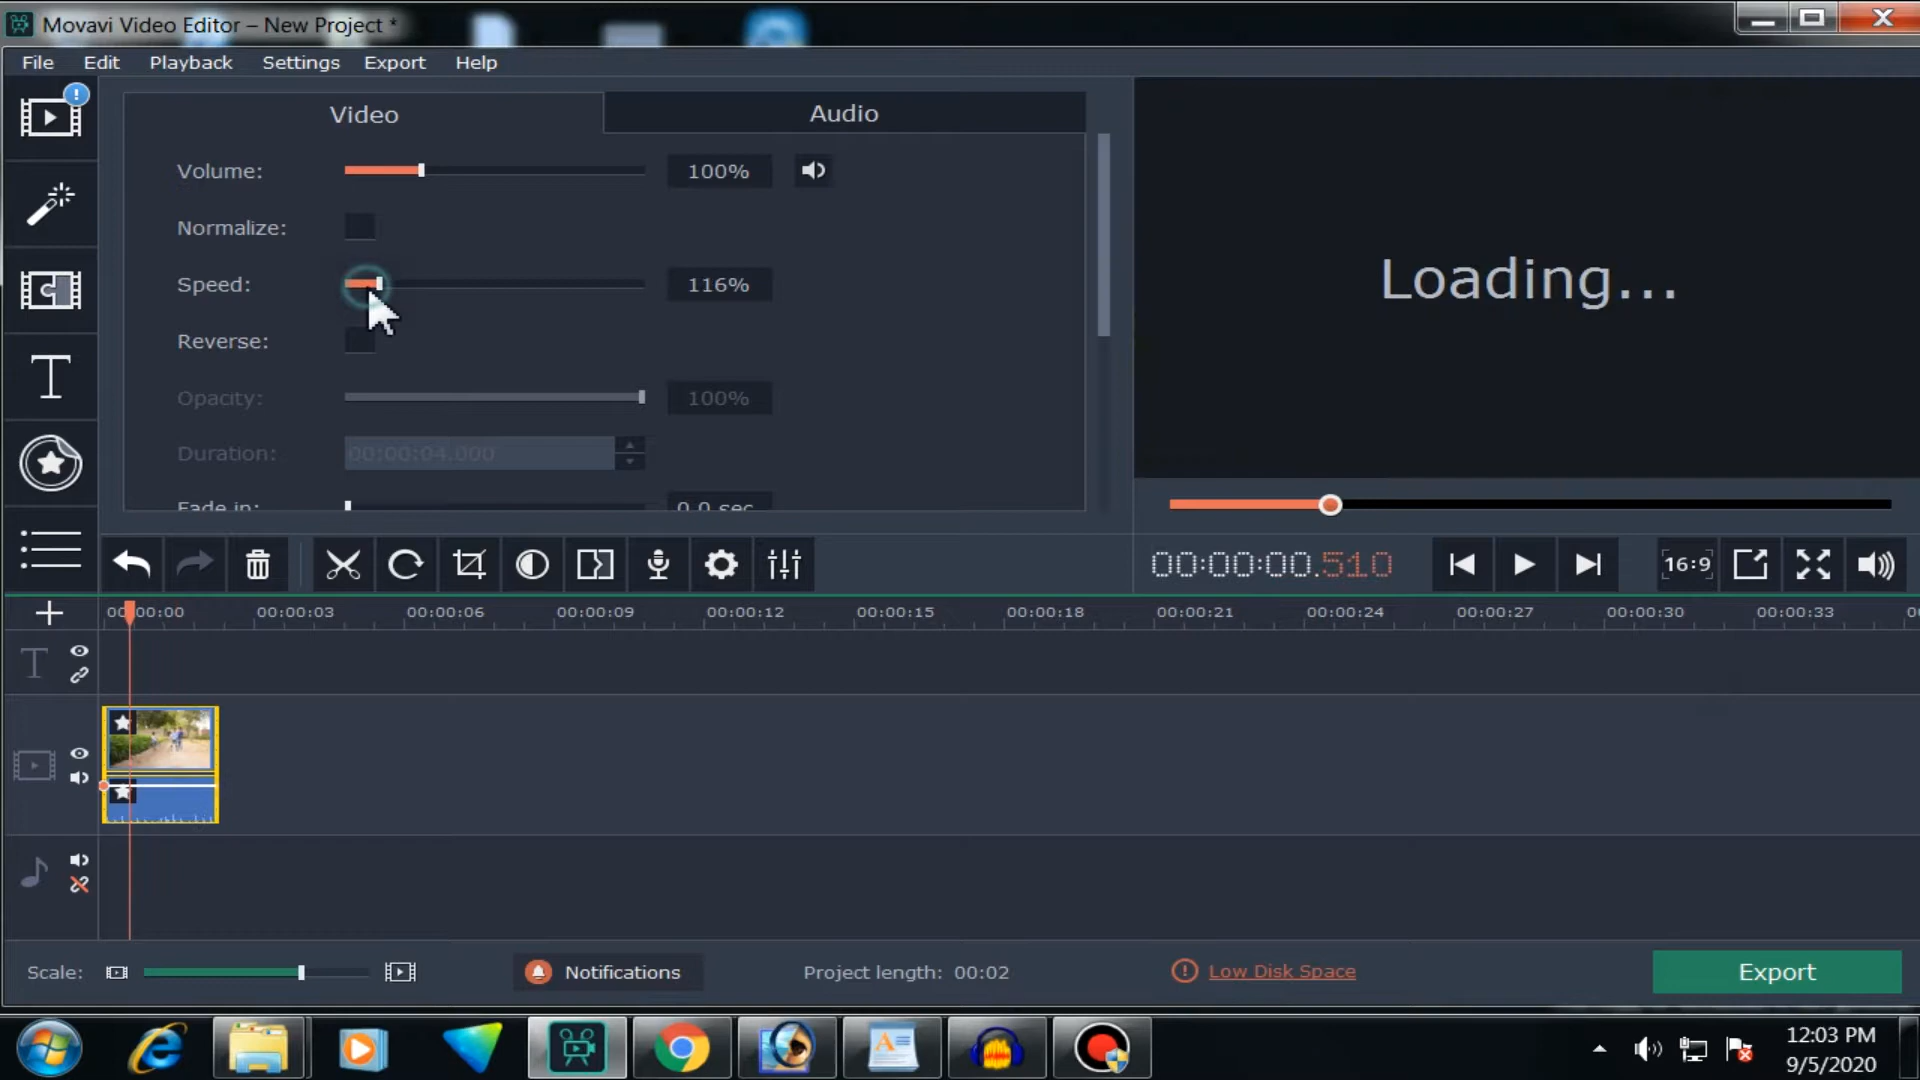 Movavi Video Editor – New Project *
File Edit Playback Settings Export Help
Video Audio
Volume: 100%
Normalize:
Speed: 116%
Reverse:
Opacity: 100%
Duration: 00:00:04.000
Fade in: 0.0 sec
Loading...
00:00:00.510
16:9
00:00:00 00:00:03 00:00:06 00:00:09 00:00:12 00:00:15 00:00:18 00:00:21 00:00:24 00:00:27 00:00:30 00:00:33
Scale: Notifications Project length: 00:02 Low Disk Space Export
12:03 PM
9/5/2020